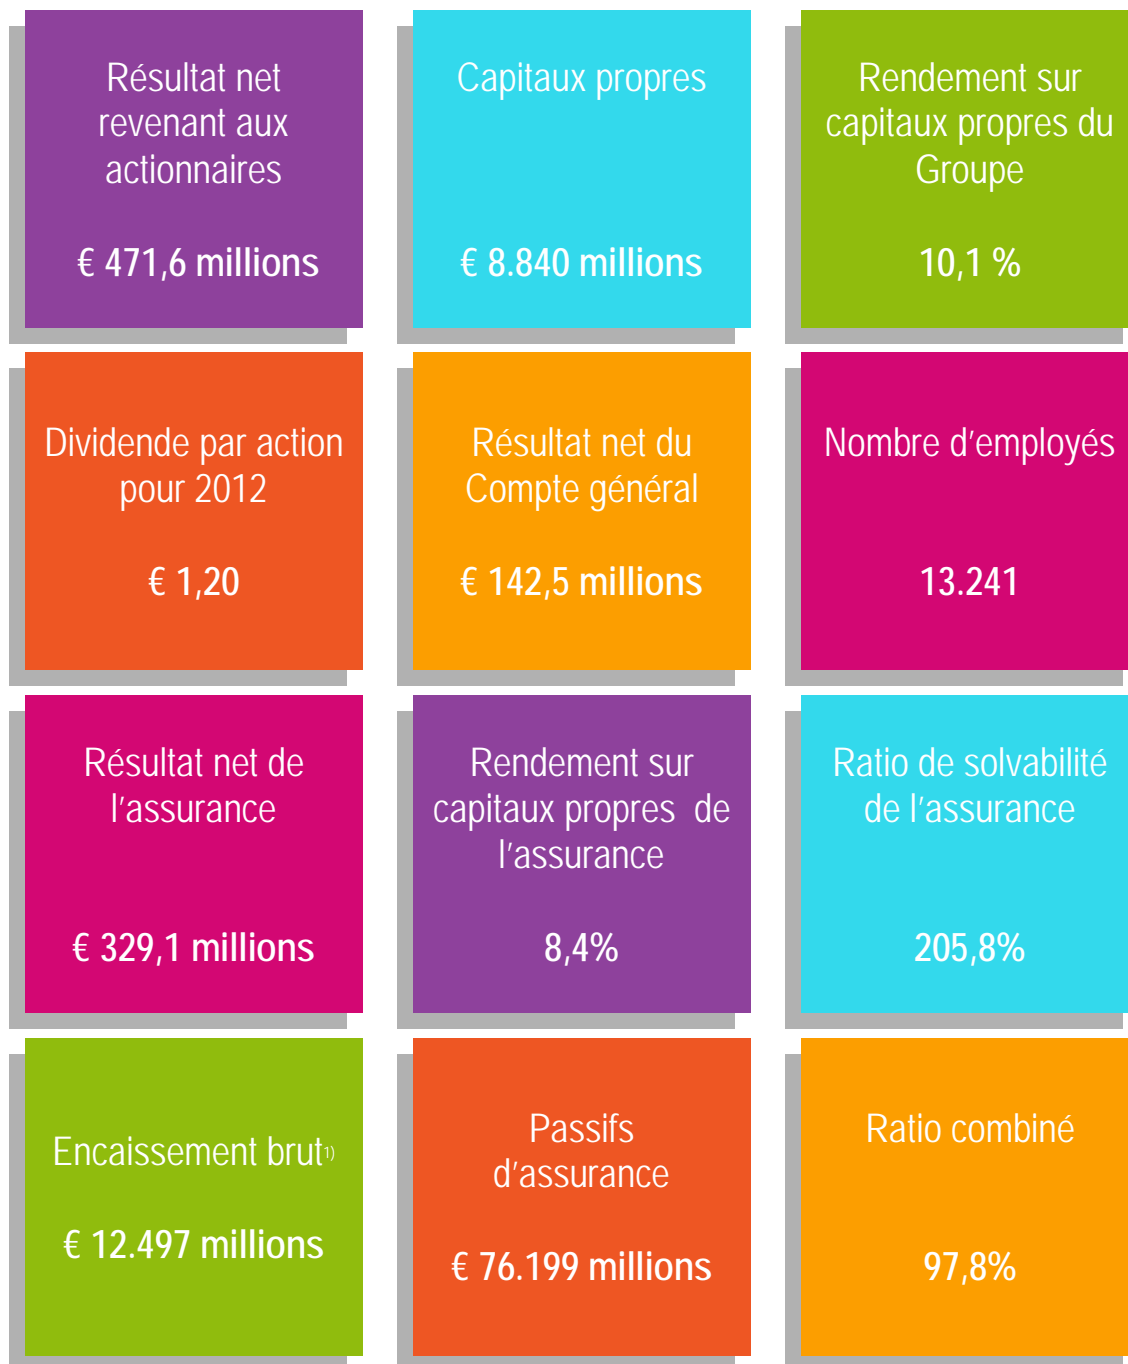 Résultat net
revenant aux
actionnaires
€ 471,6 millions
Capitaux propres
€ 8.840 millions
Rendement sur
capitaux propres du
Groupe
10,1 %
Dividende par action
pour 2012
€ 1,20
Résultat net du
Compte général
€ 142,5 millions
Nombre d’employés
13.241
Résultat net de
l’assurance
€ 329,1 millions
Rendement sur
capitaux propres de
l’assurance
8,4%
Ratio de solvabilité
de l’assurance
205,8%
Encaissement brut1)
€ 12.497 millions
Passifs
d’assurance
€ 76.199 millions
Ratio combiné
97,8%